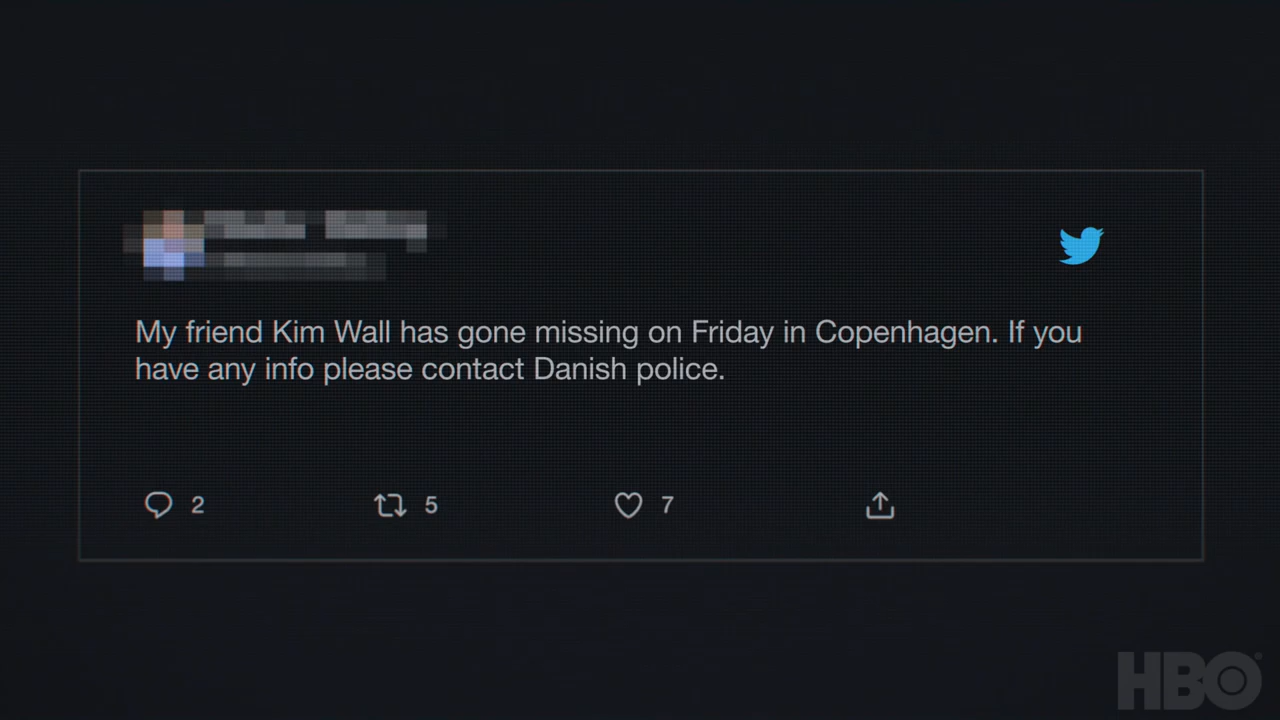 My friend Kim Wall has gone missing on Friday in Copenhagen. If you
have any info please contact Danish police.
2 5 7
HBO